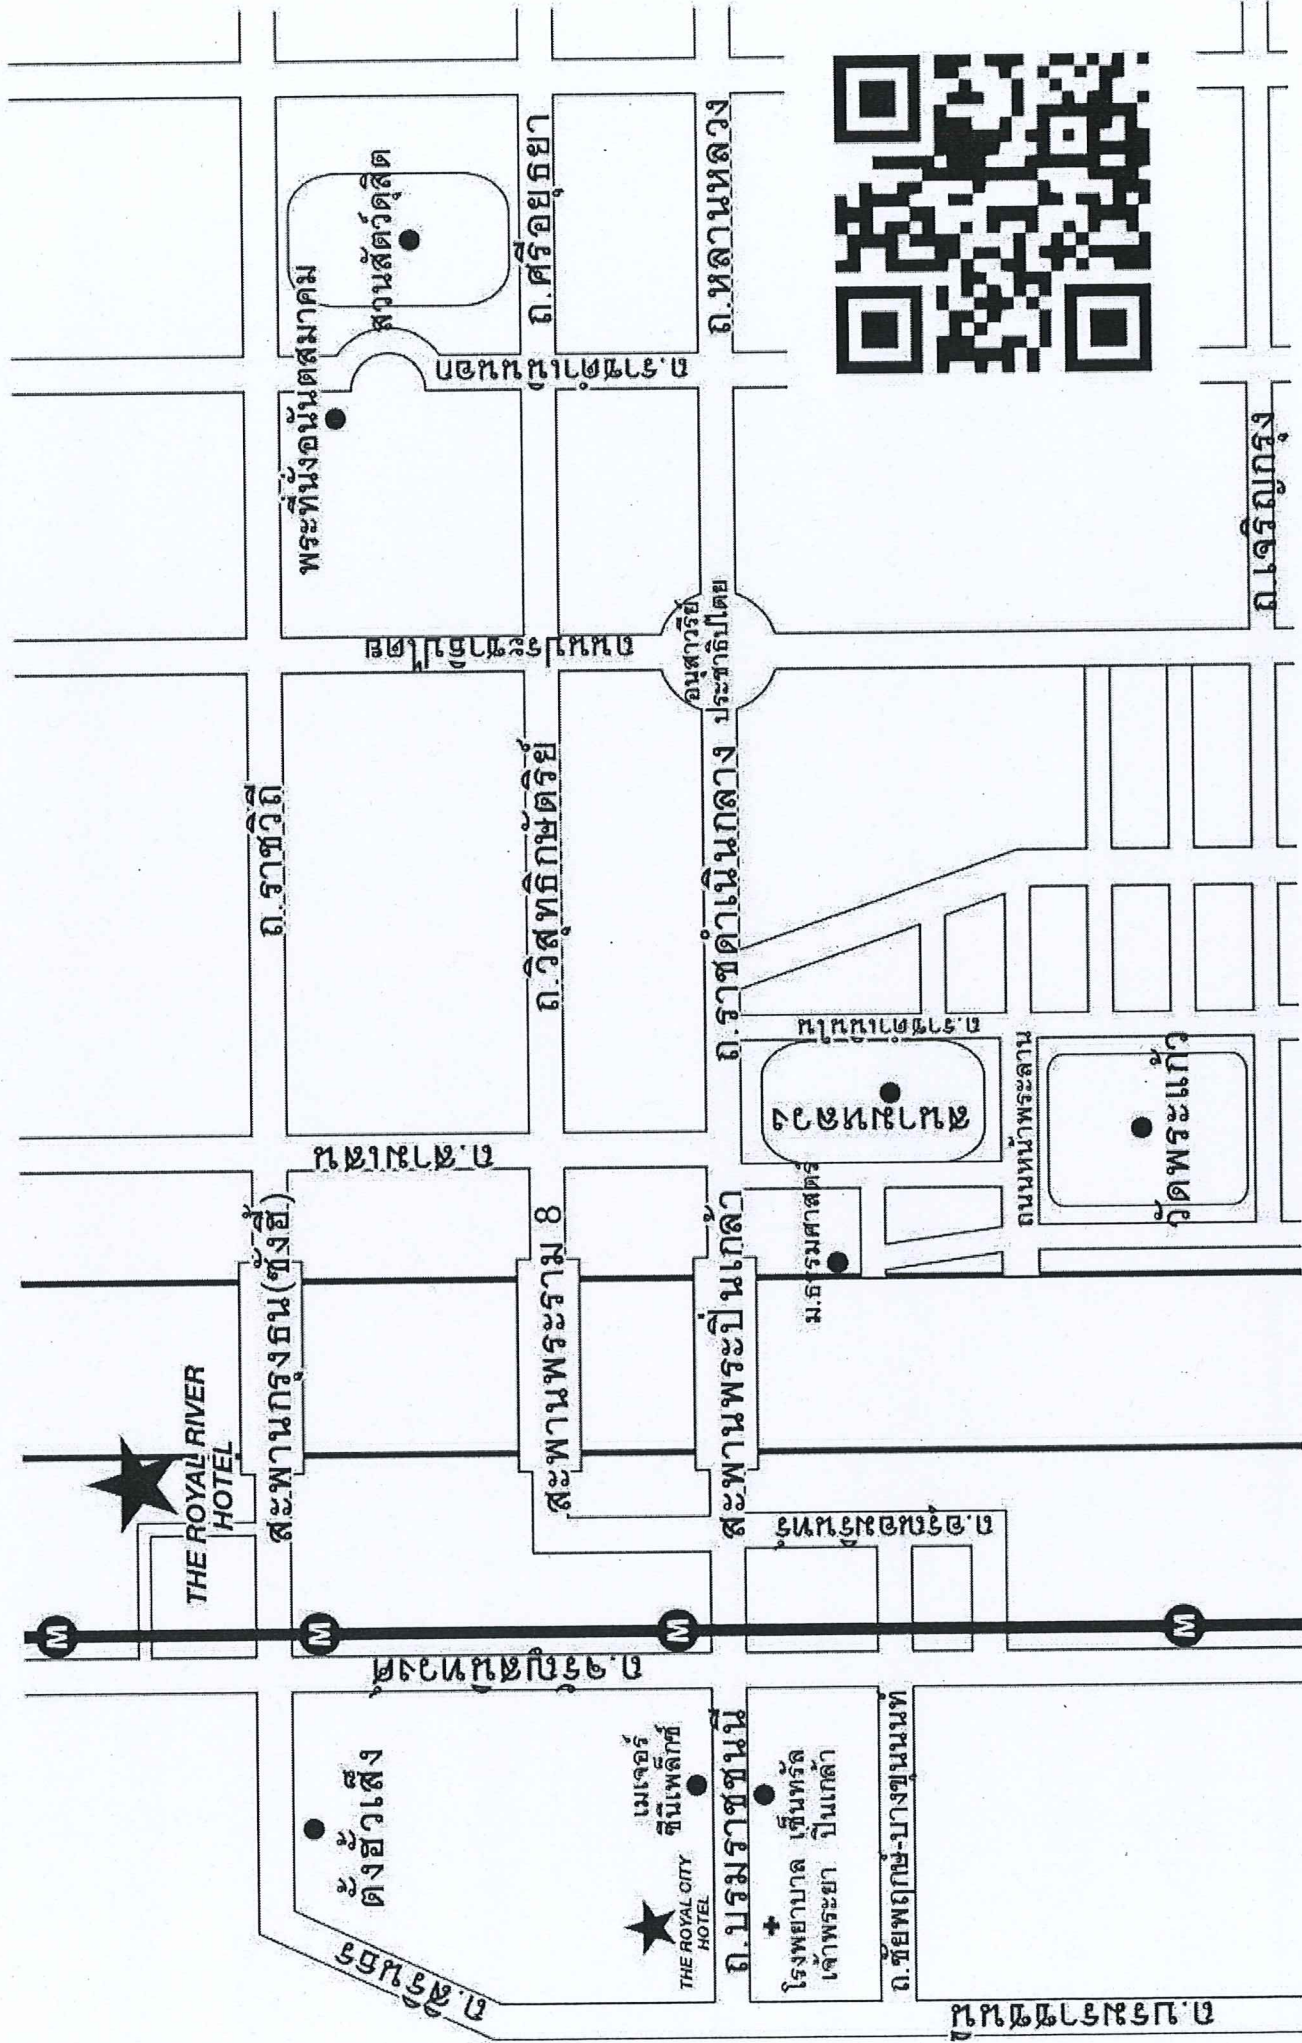 ถ.สิรินธร
ตั้งฮั่วเส็ง
M
THE ROYAL RIVER
HOTEL
M
สะพานกรุงธน(ซังฮี้)
ถ.ราชวิถี
พระที่นั่งอนันตสมาคม
สวนสัตว์ดุสิต
ถ.จรัญสนิทวงศ์
ถ.สามเสน
ถนนประชาธิปไตย
ถ.ราชดำเนินนอก
สะพานพระราม 8
ถ.วิสุทธิกษัตริย์
ถ.ศรีอยุธยา
THE ROYAL CITY
HOTEL
เมเจอร์
ซีนีเพล็กซ์
M
ถ.บรมราชชนนี
สะพานพระปิ่นเกล้า
ถ.ราชดำเนินกลาง
อนุสาวรีย์
ประชาธิปไตย
ถ.หลานหลวง
โรงพยาบาล
เจ้าพระยา
เซ็นทรัล
ปิ่นเกล้า
ถ.อรุณอมรินทร์
ม.ธรรมศาสตร์
สนามหลวง
ถ.ราชดำเนินใน
ถ.ชัยพฤกษ์-บางขุนนนท์
ถนนหน้าพระลาน
ถ.บรมราชชนนี
M
วัดพระแก้ว
ถ.เจริญกรุง